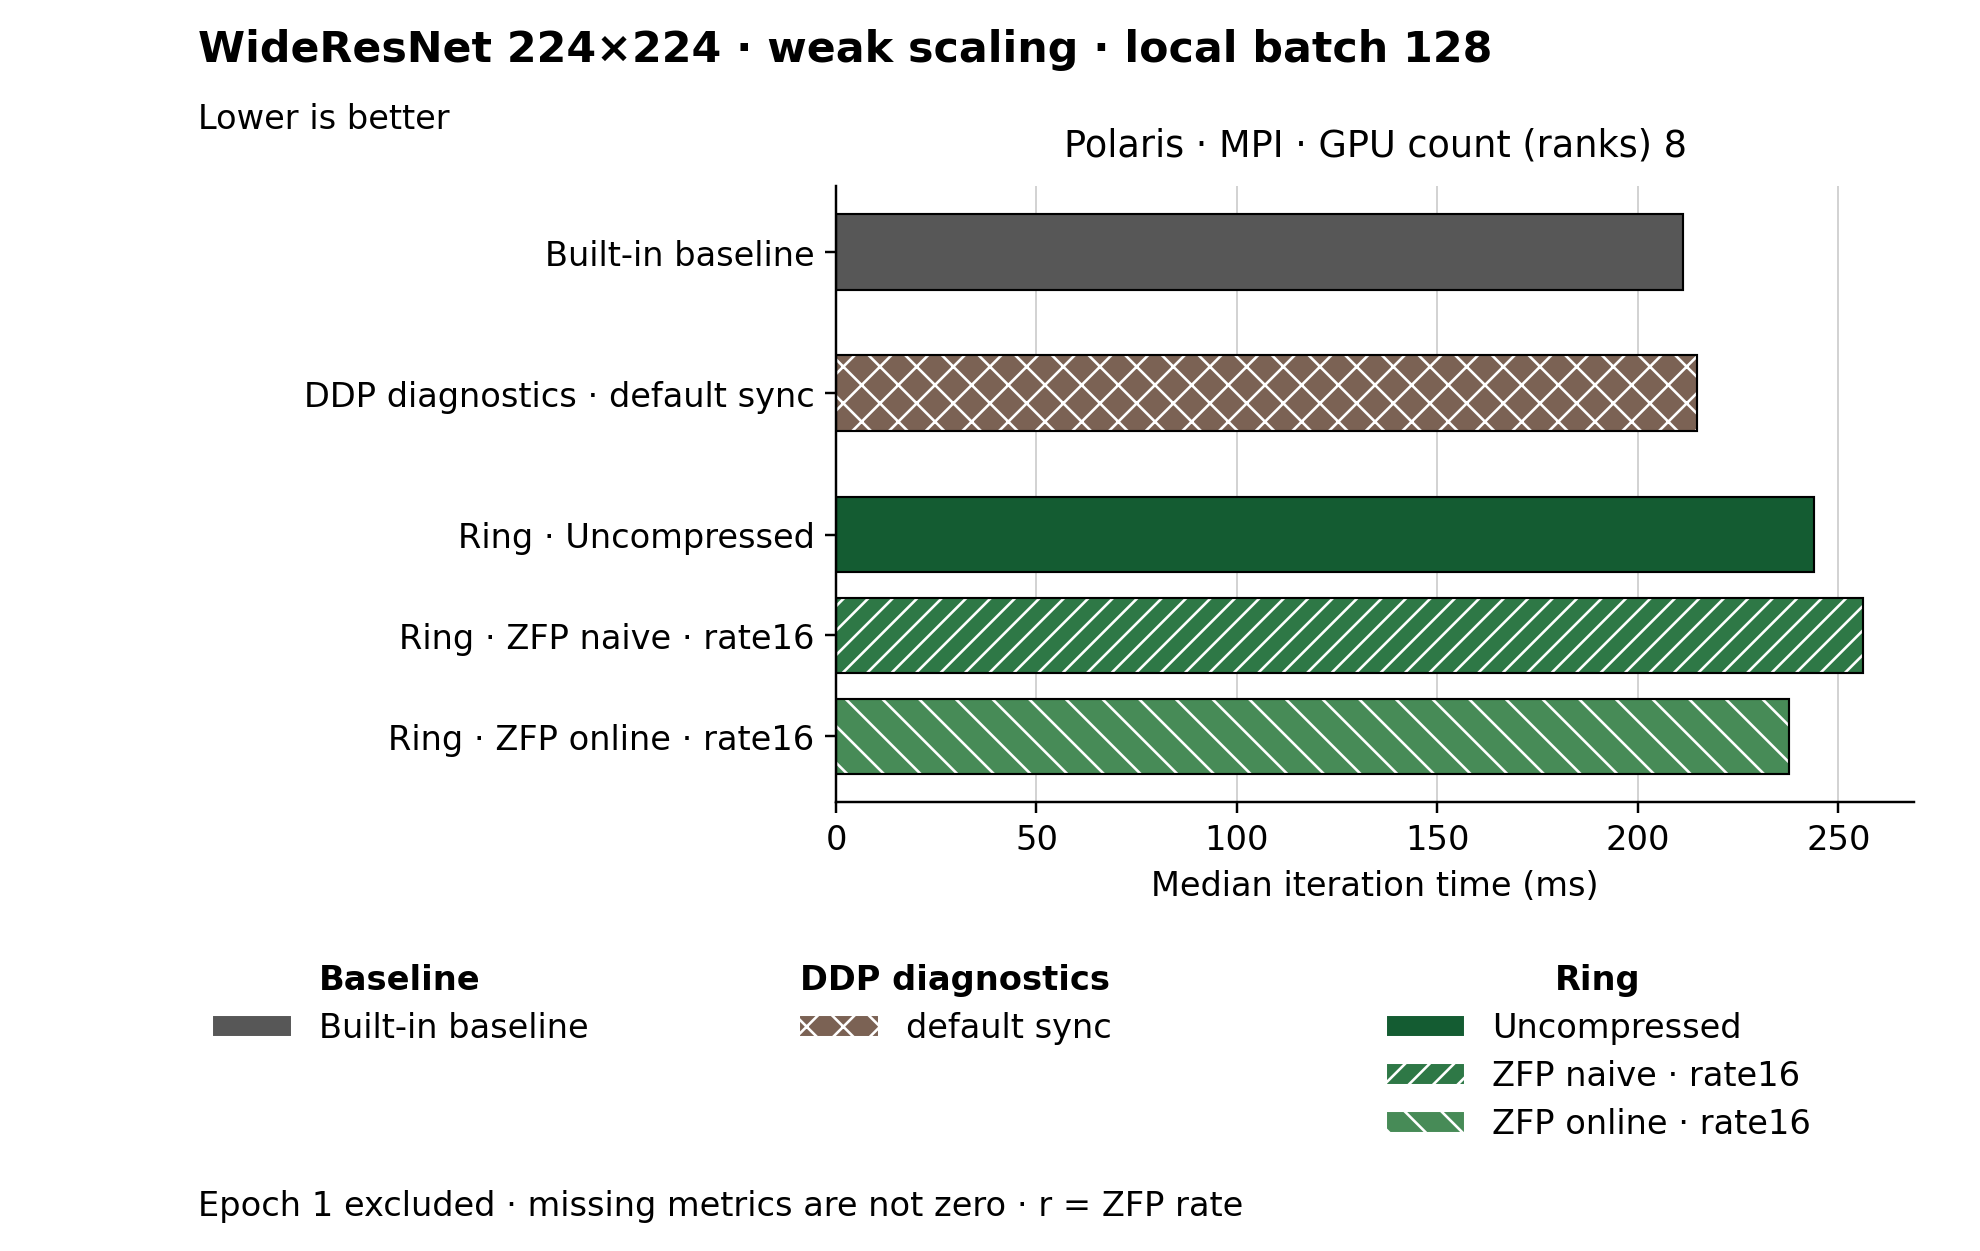 WideResNet 224×224 · weak scaling · local batch 128
Lower is better
Polaris · MPI · GPU count (ranks) 8
Built-in baseline
DDP diagnostics · default sync
Ring · Uncompressed
Ring · ZFP naive · rate16
Ring · ZFP online · rate16
0 50 100 150 200 250
Median iteration time (ms)
Baseline
Built-in baseline
DDP diagnostics
default sync
Ring
Uncompressed
ZFP naive · rate16
ZFP online · rate16
Epoch 1 excluded · missing metrics are not zero · r = ZFP rate